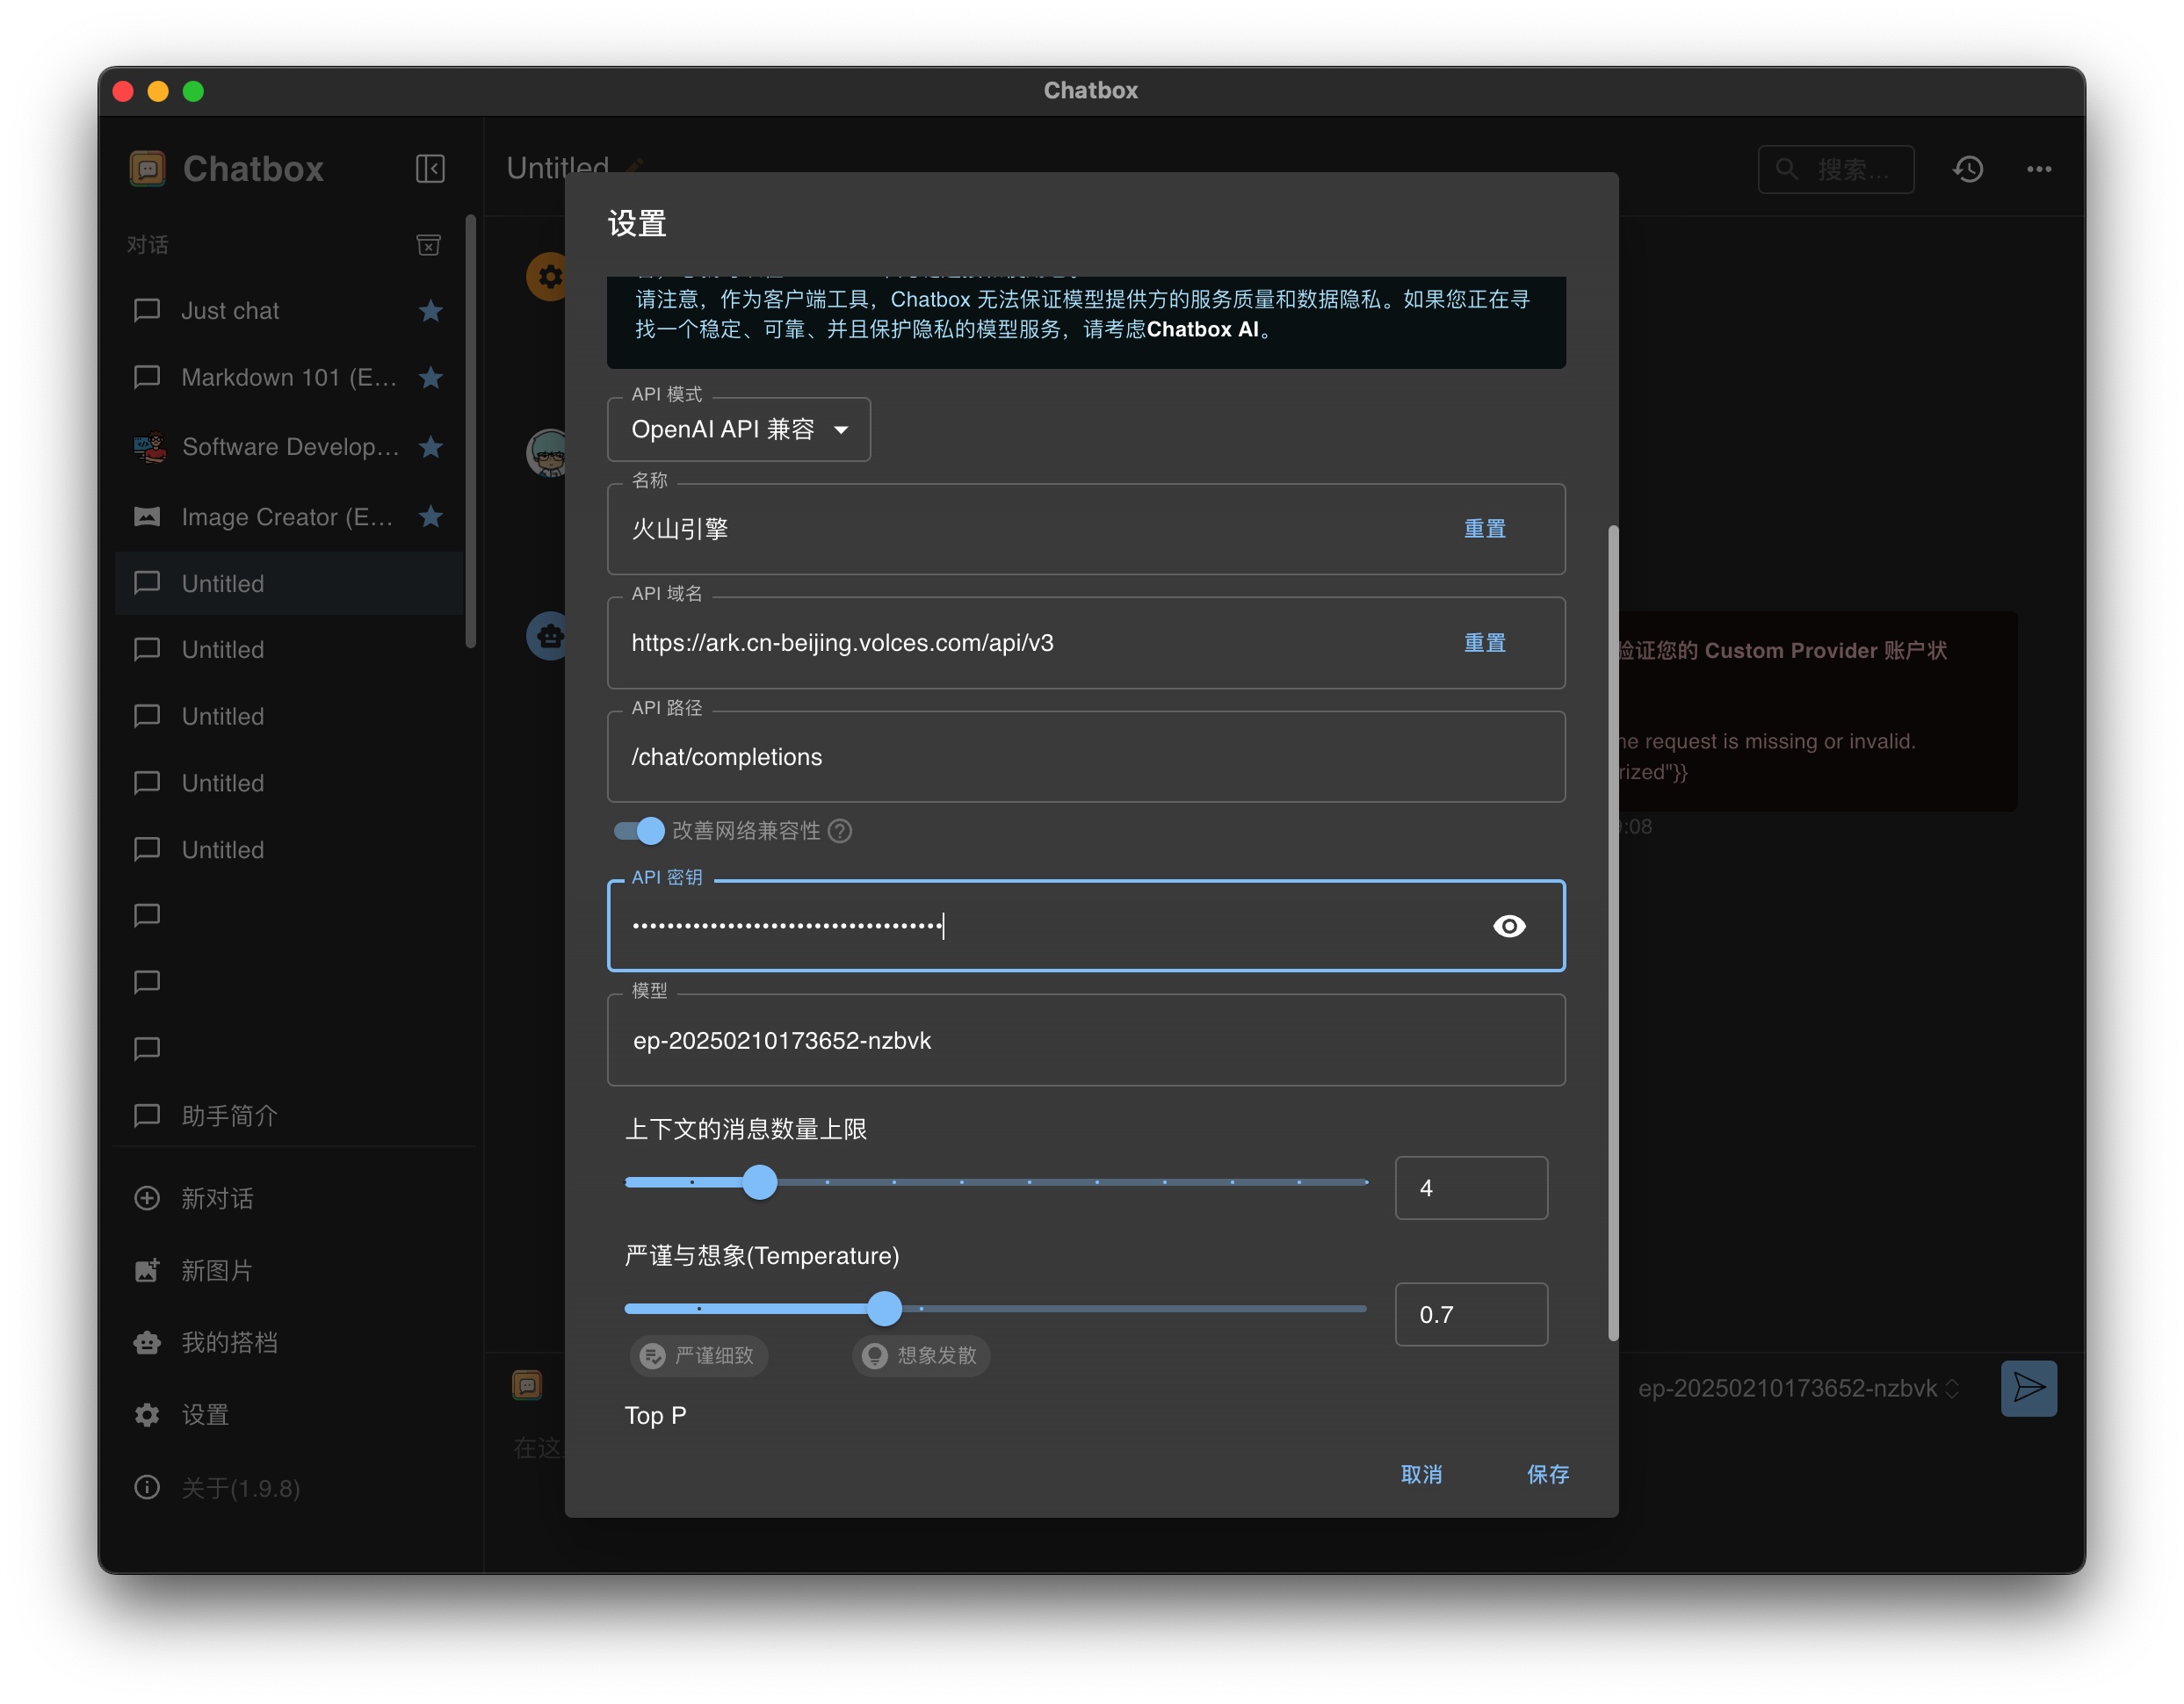 Chatbox
Chatbox
对话
Just chat
Markdown 101 (E...
Software Develop...
Image Creator (E...
Untitled
Untitled
Untitled
Untitled
Untitled
助手简介
新对话
新图片
我的搭档
设置
关于(1.9.8)
Untitled
搜索...
设置
请注意，作为客户端工具，Chatbox 无法保证模型提供方的服务质量和数据隐私。如果您正在寻
找一个稳定、可靠、并且保护隐私的模型服务，请考虑Chatbox AI。
API 模式
OpenAI API 兼容
名称
火山引擎
重置
API 域名
https://ark.cn-beijing.volces.com/api/v3
重置
API 路径
/chat/completions
改善网络兼容性
API 密钥
模型
ep-20250210173652-nzbvk
上下文的消息数量上限
4
严谨与想象(Temperature)
0.7
严谨细致
想象发散
Top P
取消
保存
验证您的 Custom Provider 账户状
request is missing or invalid.
rized"}}
:08
在这
ep-20250210173652-nzbvk